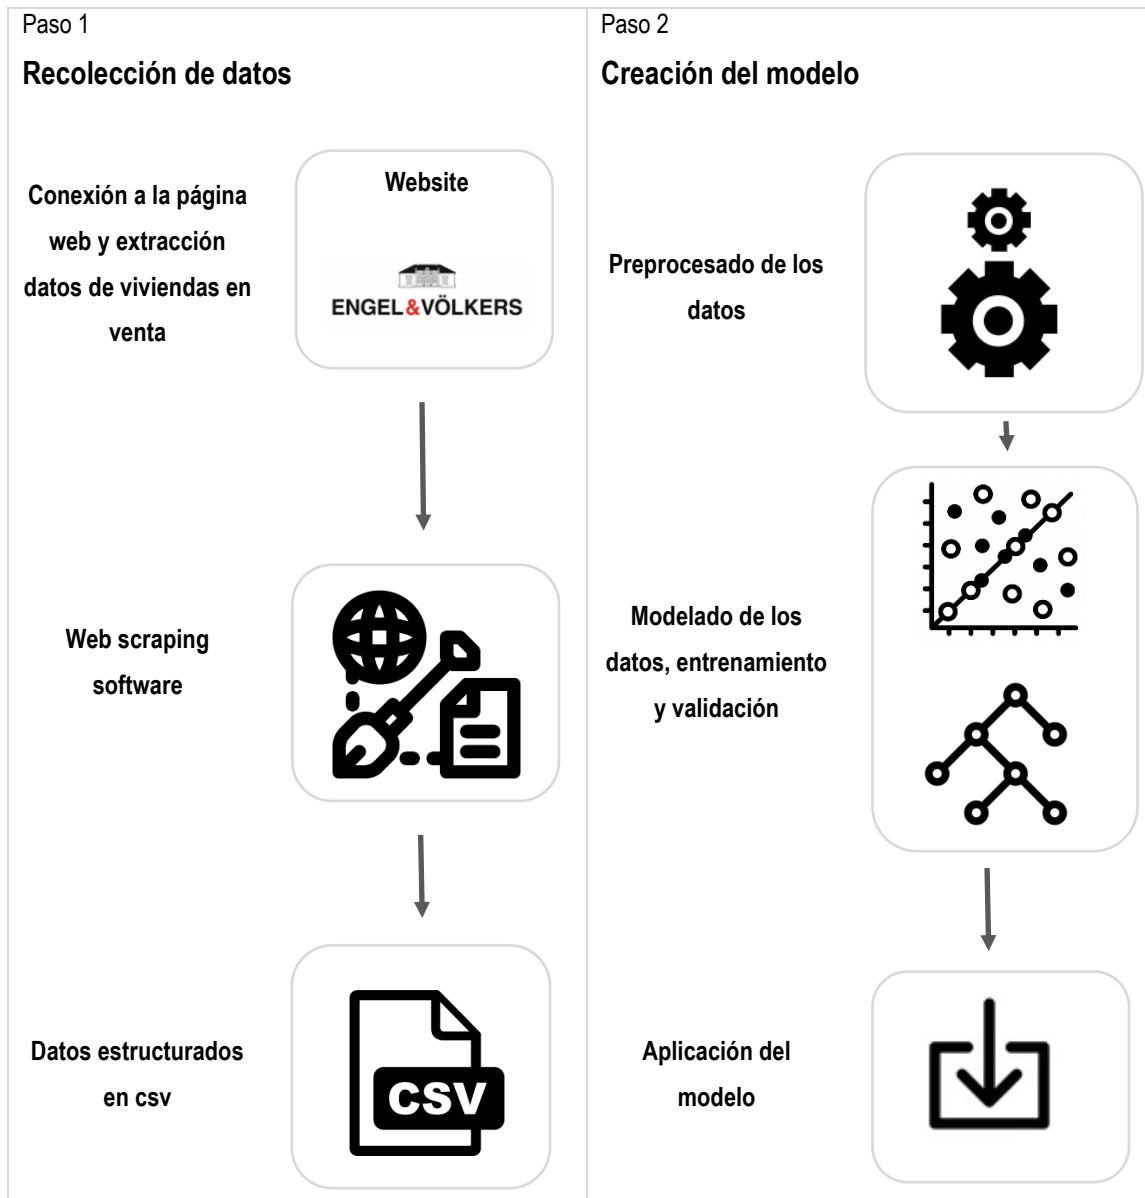 Paso 1
Recolección de datos
Conexión a la página
web y extracción
datos de viviendas en
venta
Website
ENGEL&VÖLKERS
Web scraping
software
Datos estructurados
en csv
CSV
Paso 2
Creación del modelo
Preprocesado de los
datos
Modelado de los
datos, entrenamiento
y validación
Aplicación del
modelo